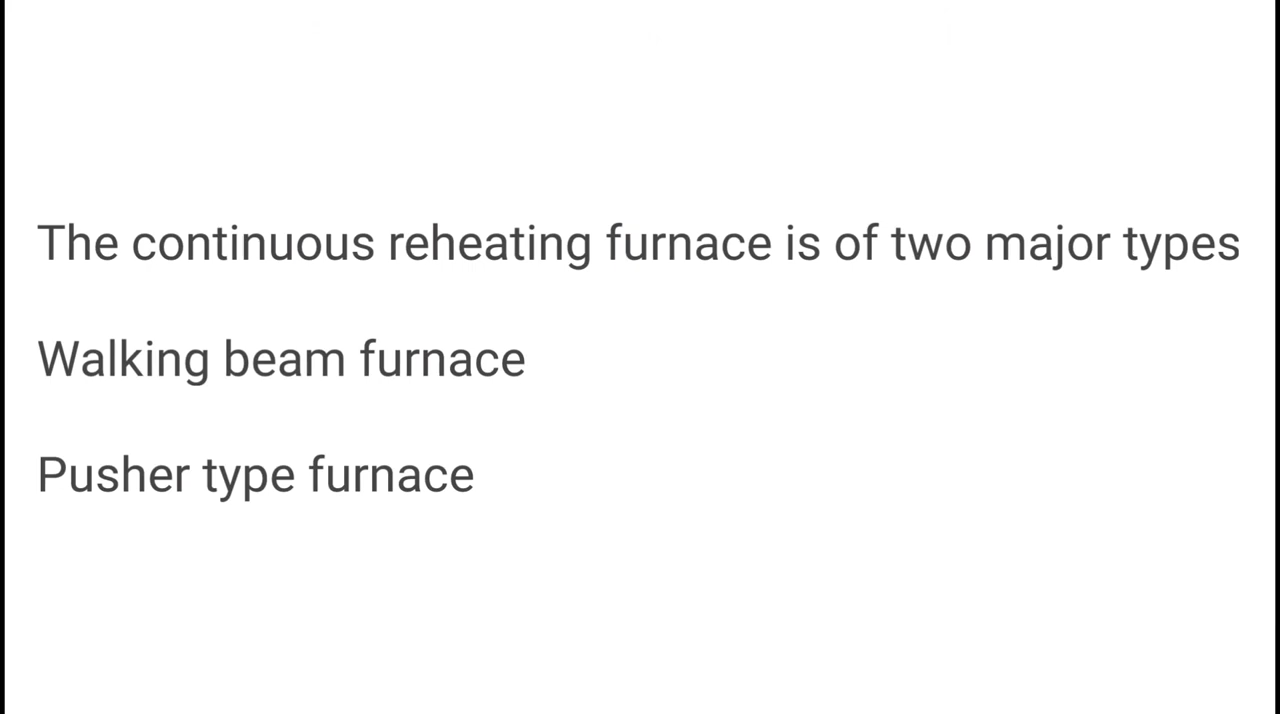 The continuous reheating furnace is of two major types
Walking beam furnace
Pusher type furnace